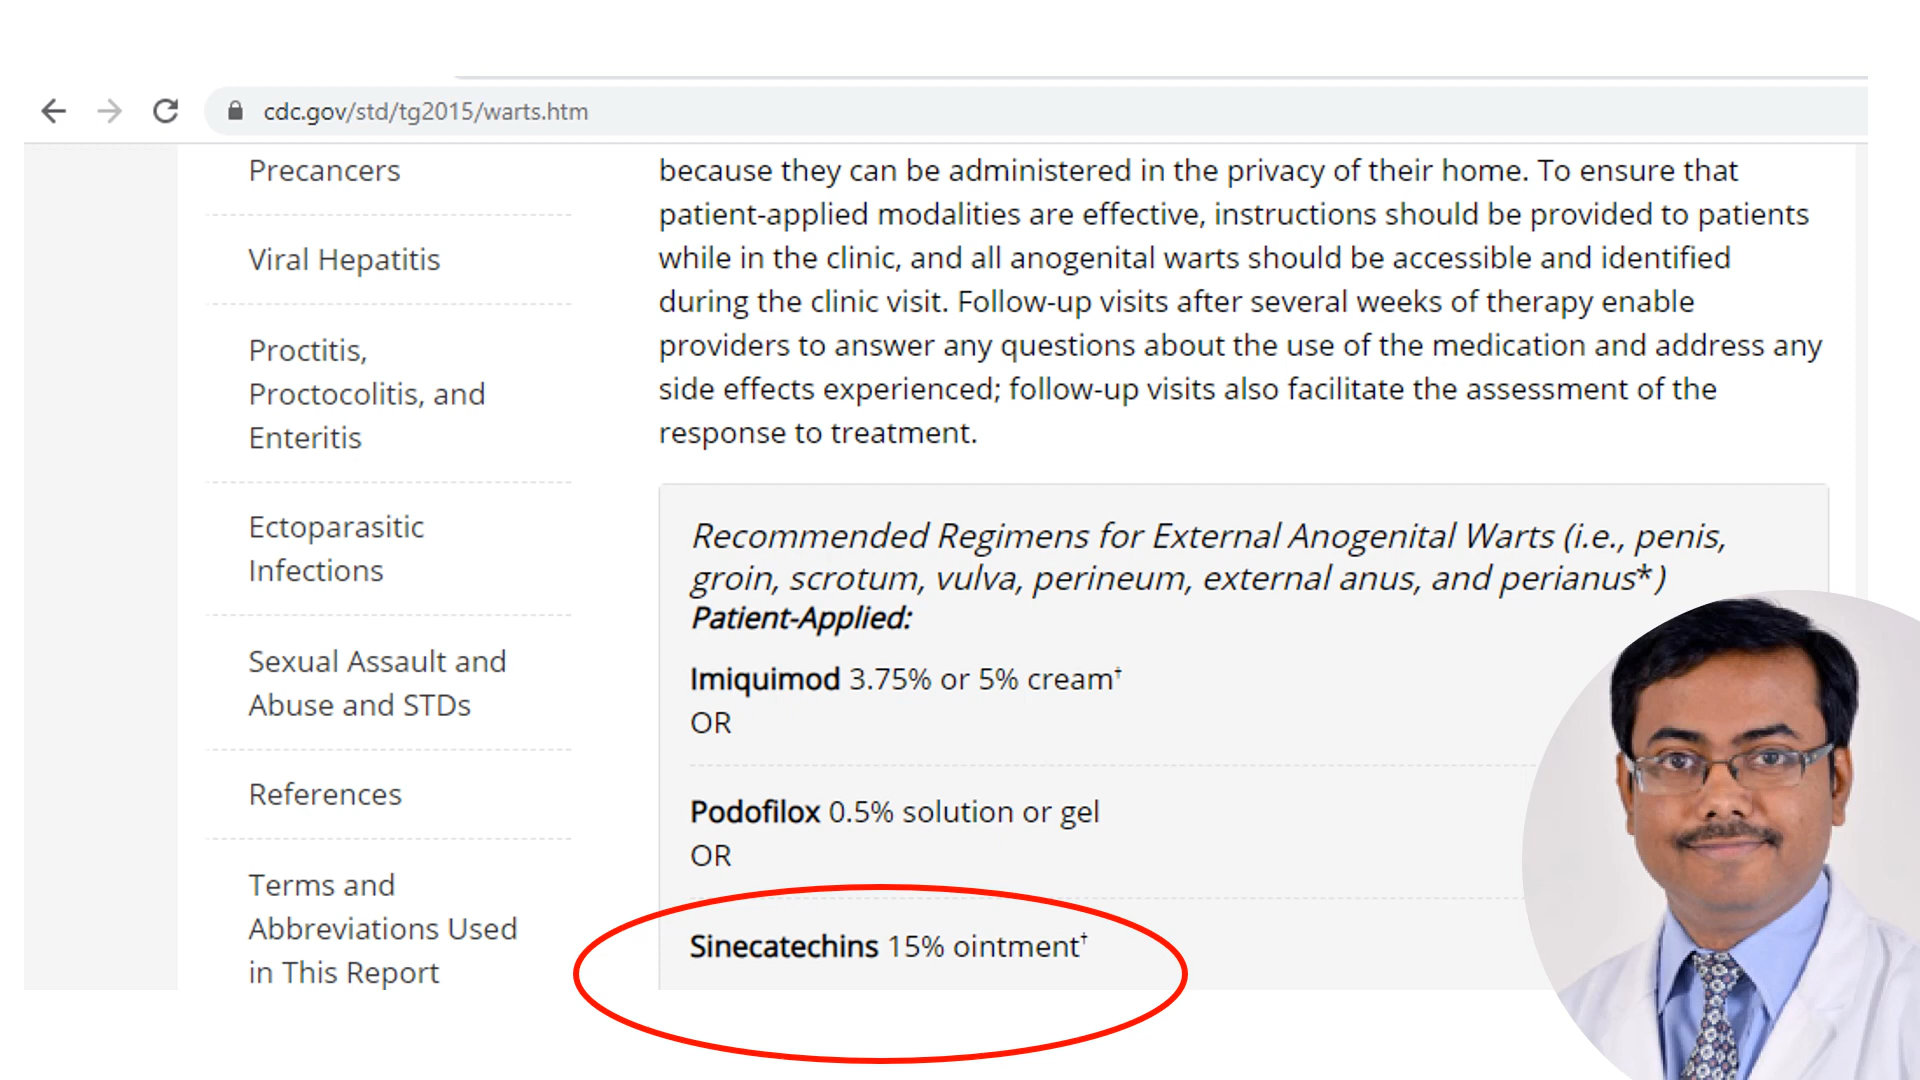 cdc.gov/std/tg2015/warts.htm
Precancers
Viral Hepatitis
Proctitis,
Proctocolitis, and
Enteritis
Ectoparasitic
Infections
Sexual Assault and
Abuse and STDs
References
Terms and
Abbreviations Used
in This Report
because they can be administered in the privacy of their home. To ensure that
patient-applied modalities are effective, instructions should be provided to patients
while in the clinic, and all anogenital warts should be accessible and identified
during the clinic visit. Follow-up visits after several weeks of therapy enable
providers to answer any questions about the use of the medication and address any
side effects experienced; follow-up visits also facilitate the assessment of the
response to treatment.
Recommended Regimens for External Anogenital Warts (i.e., penis,
groin, scrotum, vulva, perineum, external anus, and perianus*)
Patient-Applied:
Imiquimod 3.75% or 5% cream†
OR
Podofilox 0.5% solution or gel
OR
Sinecatechins 15% ointment†